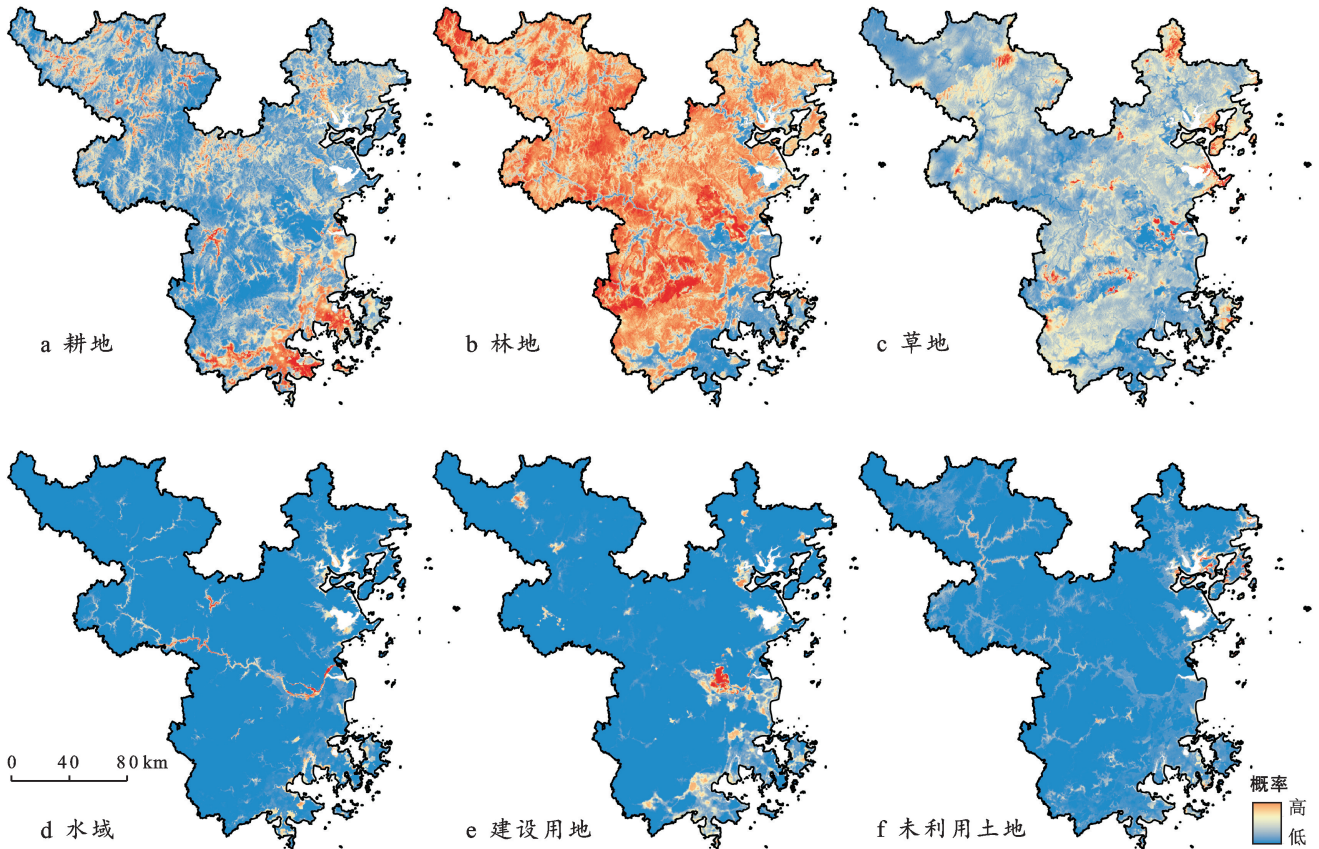 a 耕地
b 林地
c 草地
0 40 80 km
d 水域
e 建设用地
f 未利用土地
概率
高
低